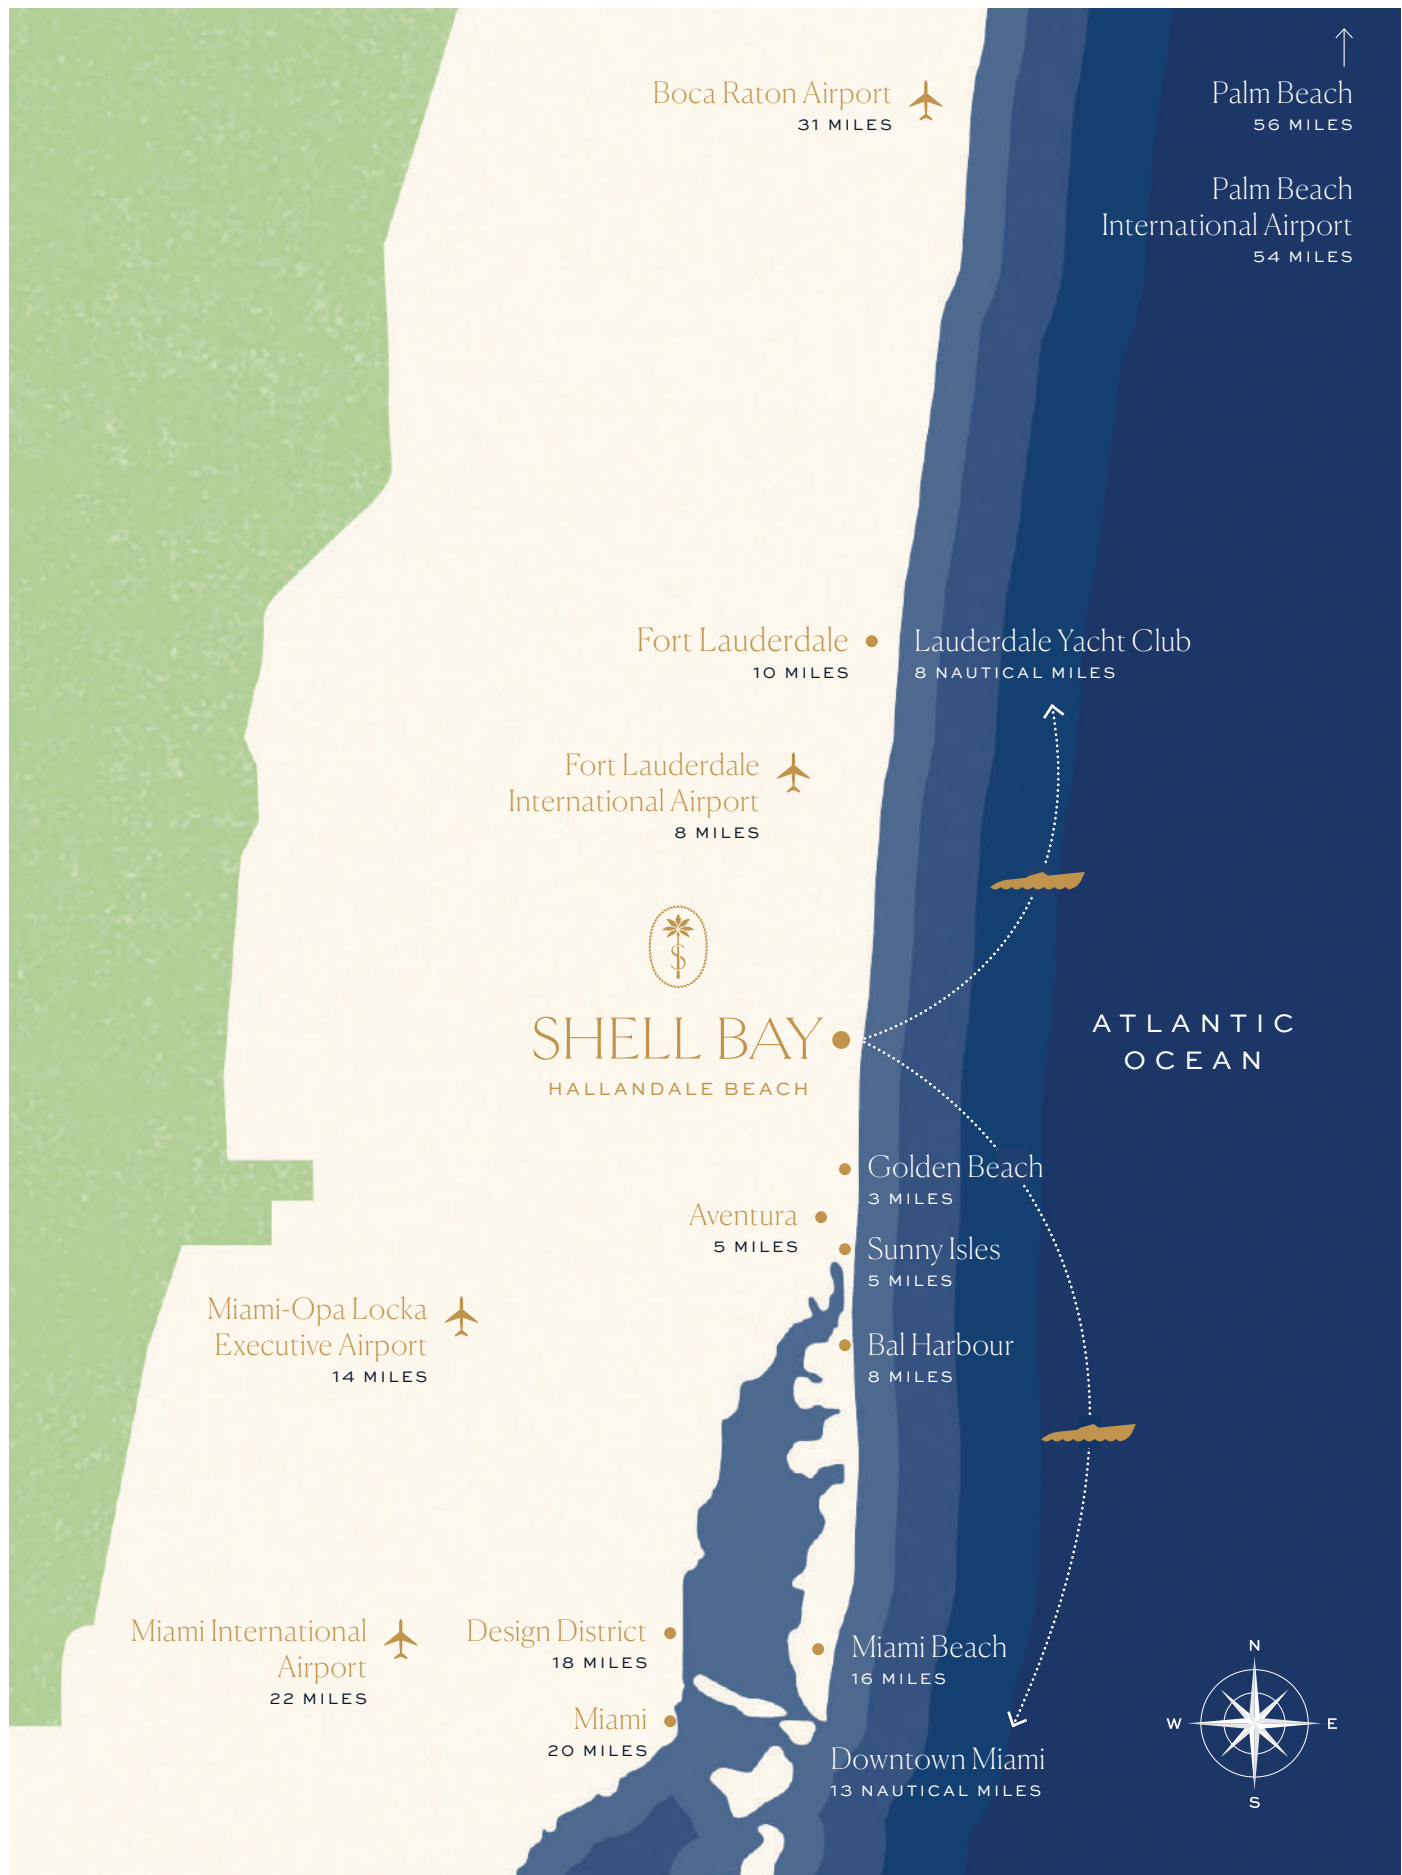 Boca Raton Airport
31 MILES
Palm Beach
56 MILES
Palm Beach
International Airport
54 MILES
Fort Lauderdale
10 MILES
Lauderdale Yacht Club
8 NAUTICAL MILES
Fort Lauderdale
International Airport
8 MILES
S
SHELL BAY
HALLANDALE BEACH
ATLANTIC
OCEAN
Golden Beach
3 MILES
Aventura
5 MILES
Sunny Isles
5 MILES
Miami-Opa Locka
Executive Airport
14 MILES
Bal Harbour
8 MILES
Miami International
Airport
22 MILES
Design District
18 MILES
Miami Beach
16 MILES
Miami
20 MILES
Downtown Miami
13 NAUTICAL MILES
N
W
E
S